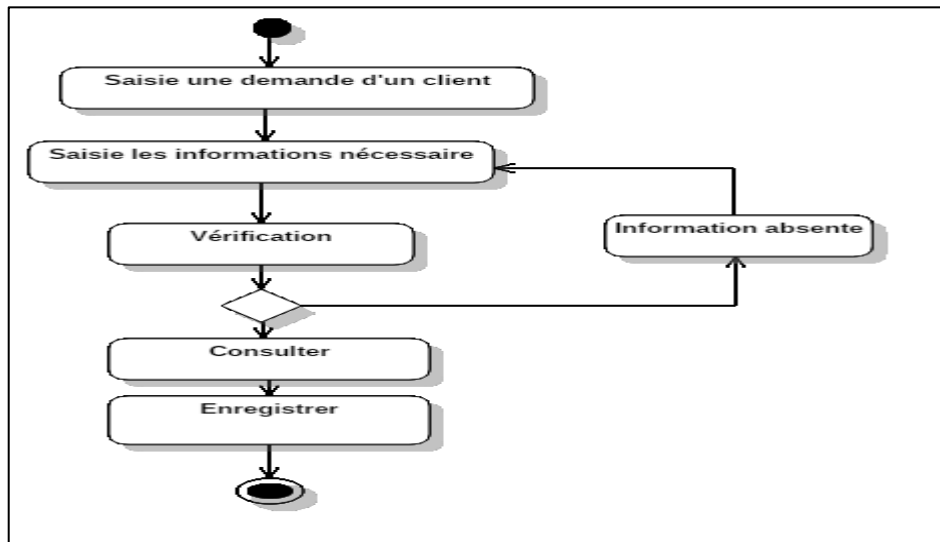 Saisie une demande d'un client
Saisie les informations nécessaire
Vérification
Information absente
Consulter
Enregistrer